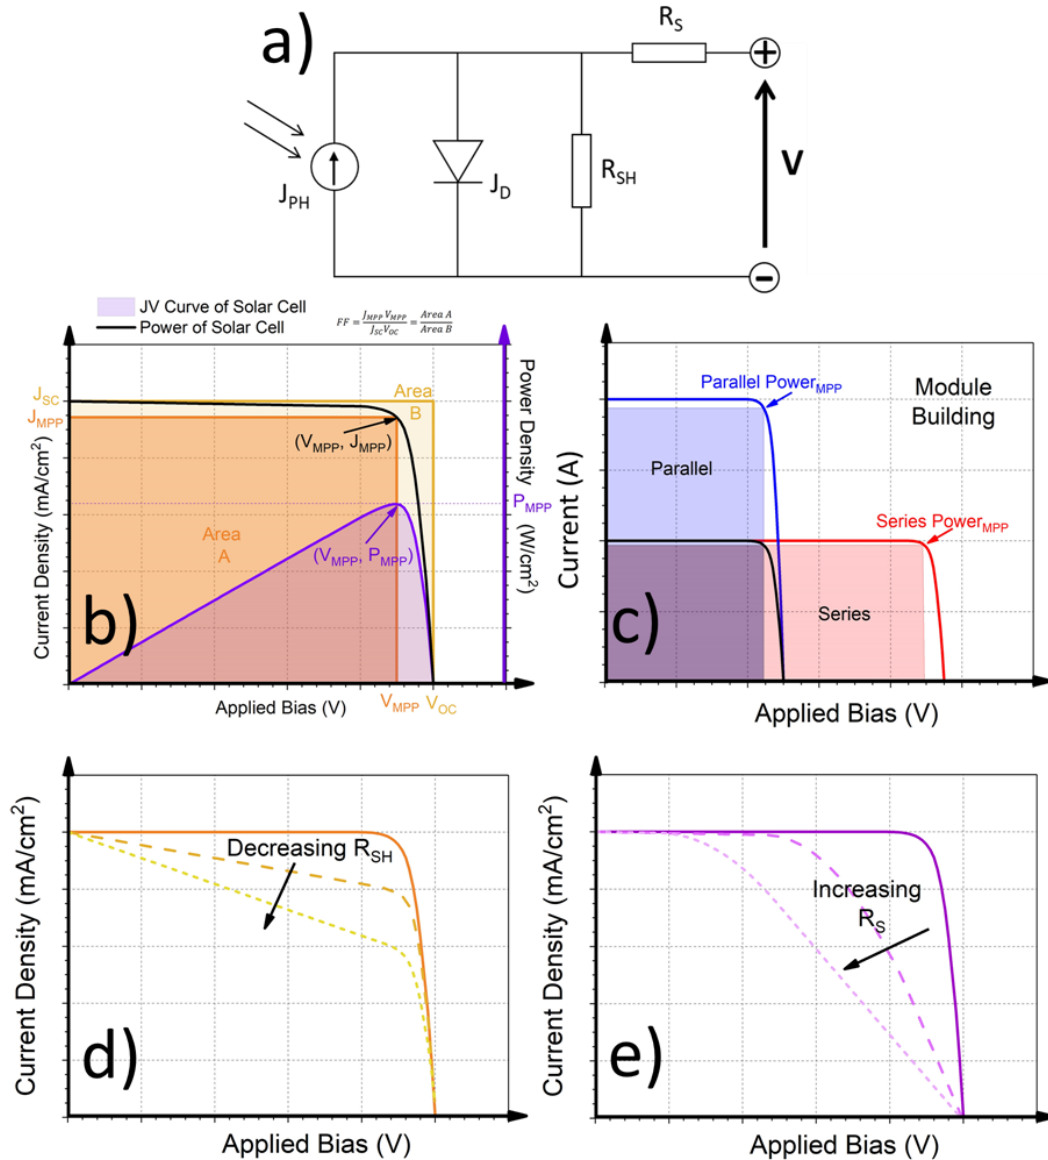 a)
R_S
+
V
J_PH
J_D
R_SH
−
JV Curve of Solar Cell
Power of Solar Cell
FF = J_MPP V_MPP / J_SC V_OC = Area A / Area B
J_SC
J_MPP
Area
B
(V_MPP, J_MPP)
Area
A
(V_MPP, P_MPP)
P_MPP
b)
Current Density (mA/cm²)
Power Density
(W/cm²)
Applied Bias (V)
V_MPP
V_OC
Parallel Power_MPP
Module
Building
Parallel
Series Power_MPP
Series
c)
Current (A)
Applied Bias (V)
Decreasing R_SH
d)
Current Density (mA/cm²)
Applied Bias (V)
Increasing
R_S
e)
Current Density (mA/cm²)
Applied Bias (V)